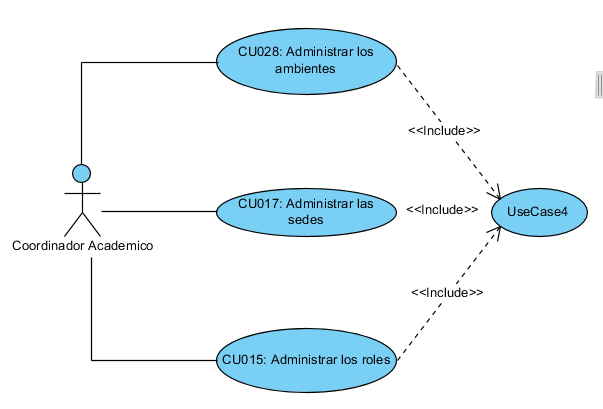 CU028: Administrar los
ambientes
<<Include>>
CU017: Administrar las
sedes
<<Include>>
UseCase4
Coordinador Academico
<<Include>>
CU015: Administrar los roles